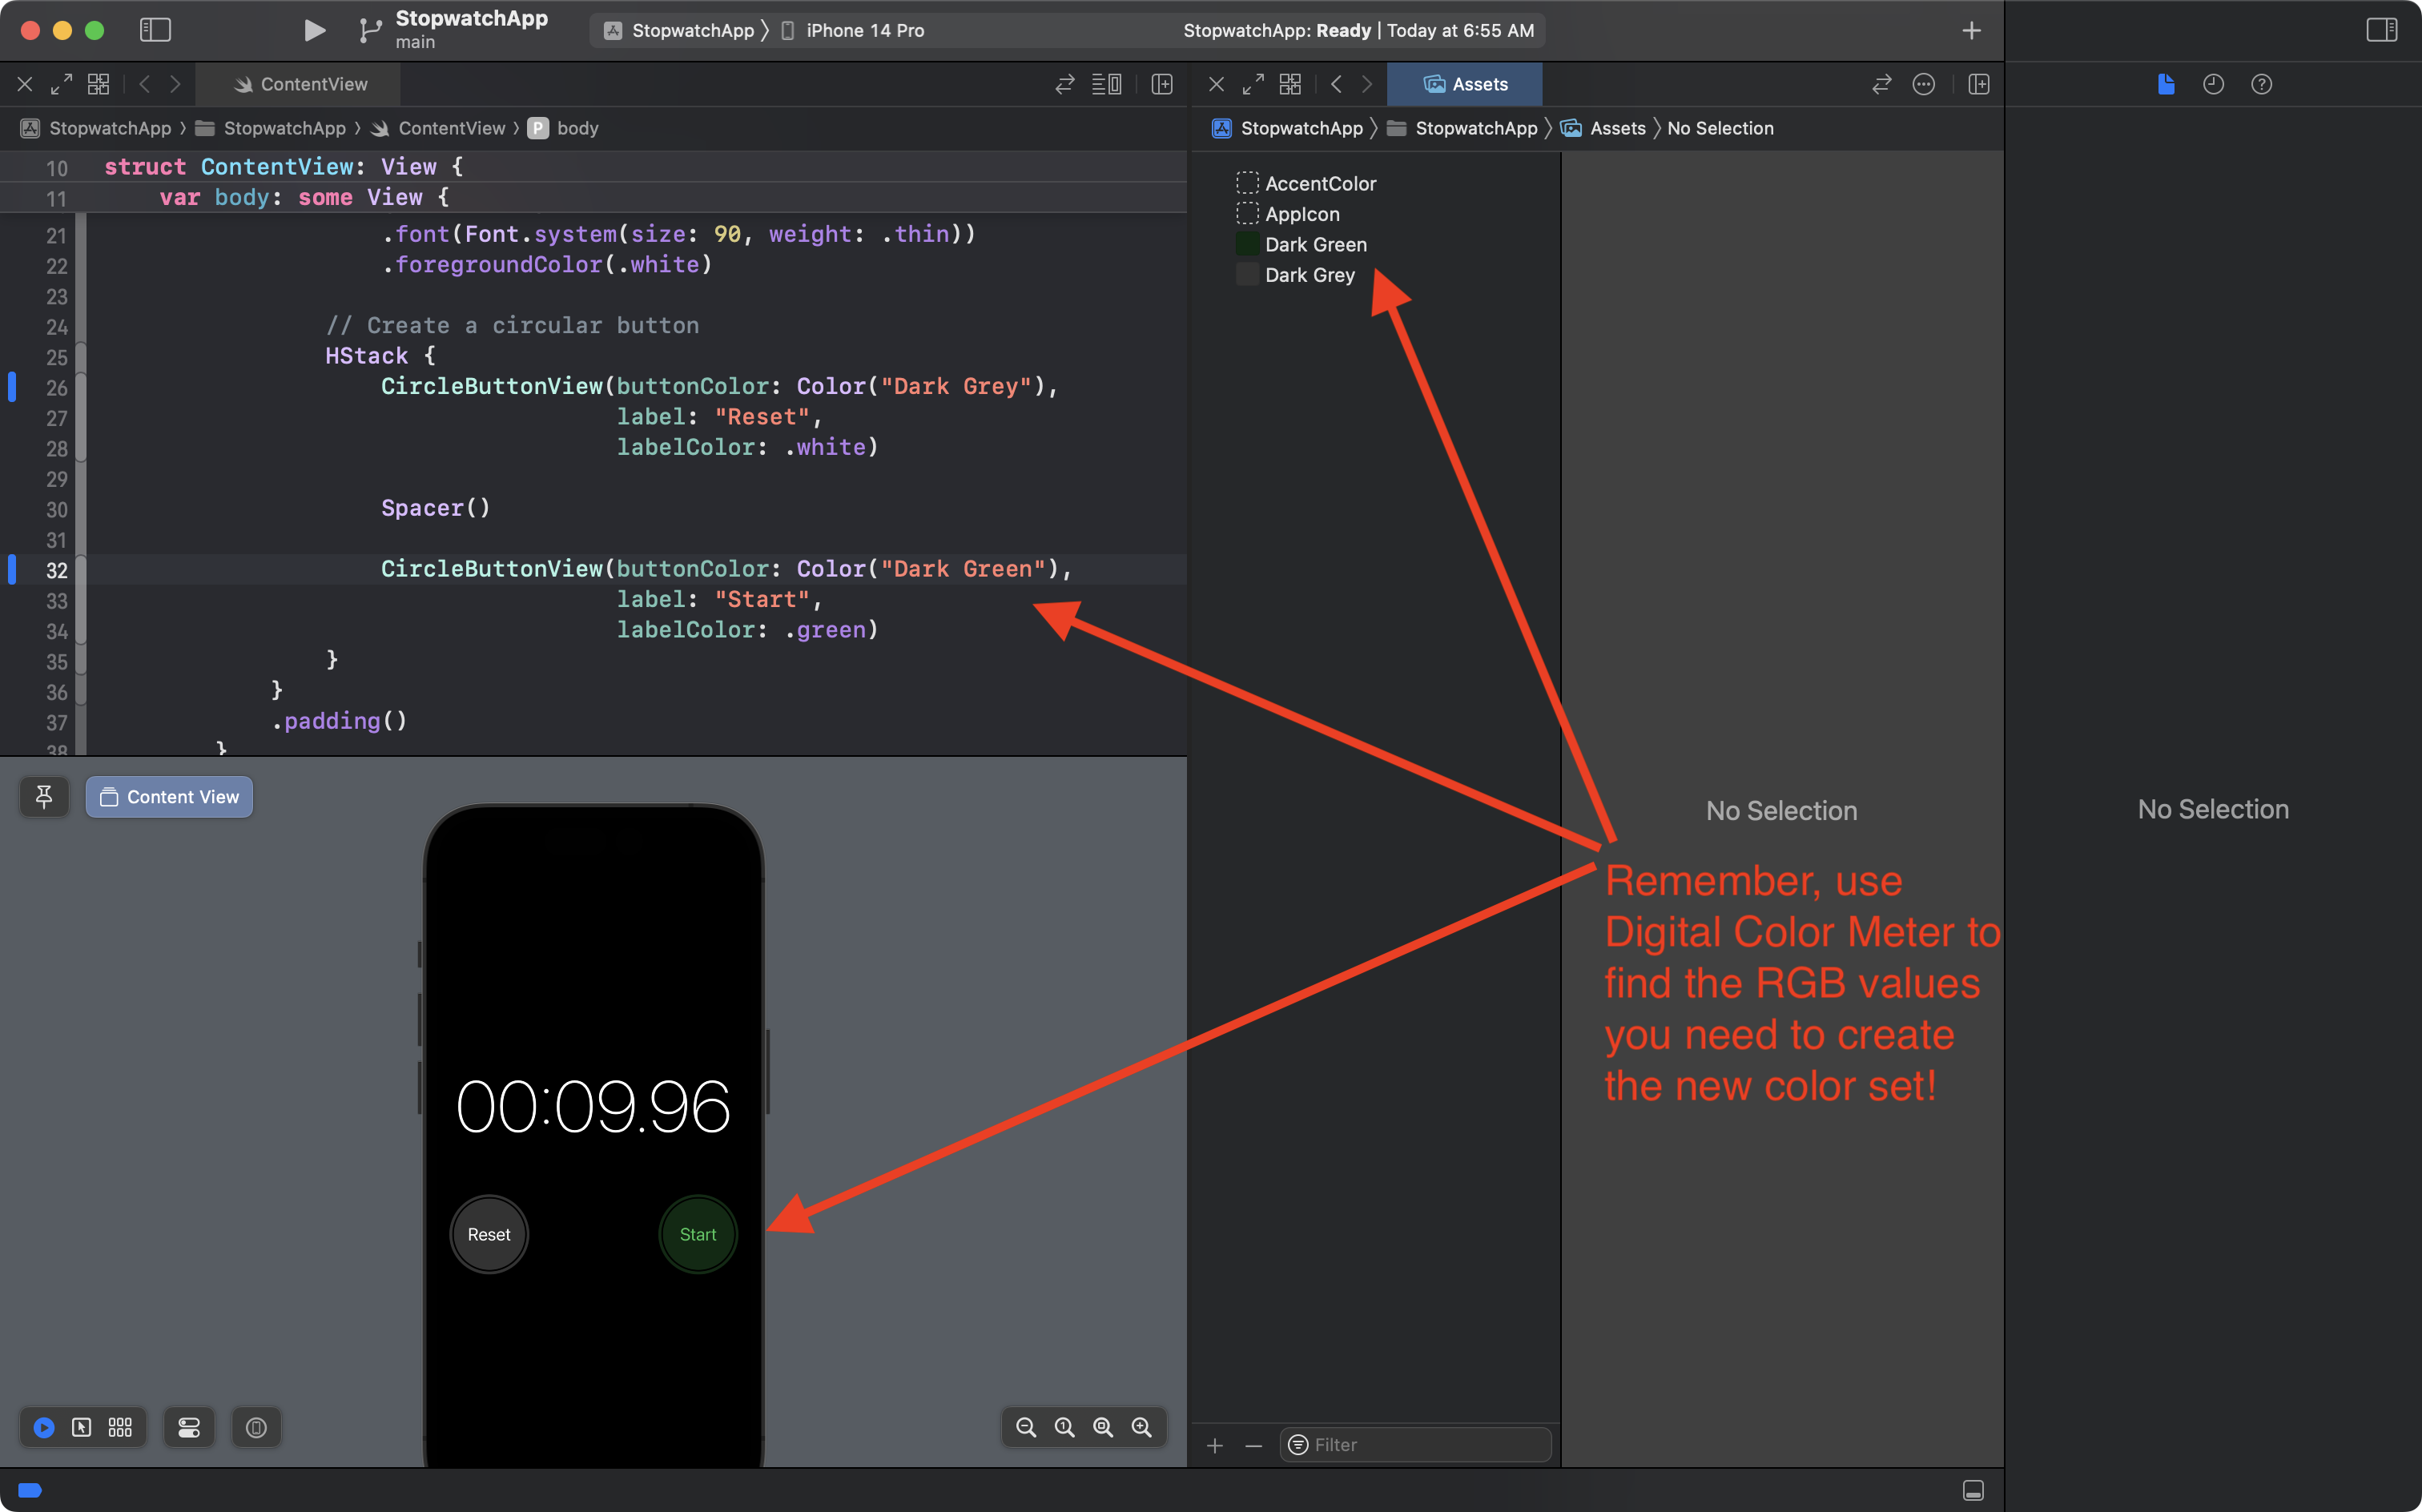 StopwatchApp
main
StopwatchApp 〉 iPhone 14 Pro
StopwatchApp: Ready | Today at 6:55 AM
ContentView
StopwatchApp 〉 StopwatchApp 〉 ContentView 〉 P body
10 struct ContentView: View {
11     var body: some View {
21                     .font(Font.system(size: 90, weight: .thin))
22                     .foregroundColor(.white)
23
24                 // Create a circular button
25                 HStack {
26                     CircleButtonView(buttonColor: Color("Dark Grey"),
27                                      label: "Reset",
28                                      labelColor: .white)
29
30                     Spacer()
31
32                     CircleButtonView(buttonColor: Color("Dark Green"),
33                                      label: "Start",
34                                      labelColor: .green)
35                 }
36             }
37             .padding()
38         }
Content View
00:09.96
Reset
Start
Assets
StopwatchApp 〉 StopwatchApp 〉 Assets 〉 No Selection
AccentColor
AppIcon
Dark Green
Dark Grey
No Selection
Remember, use
Digital Color Meter to
find the RGB values
you need to create
the new color set!
Filter
No Selection